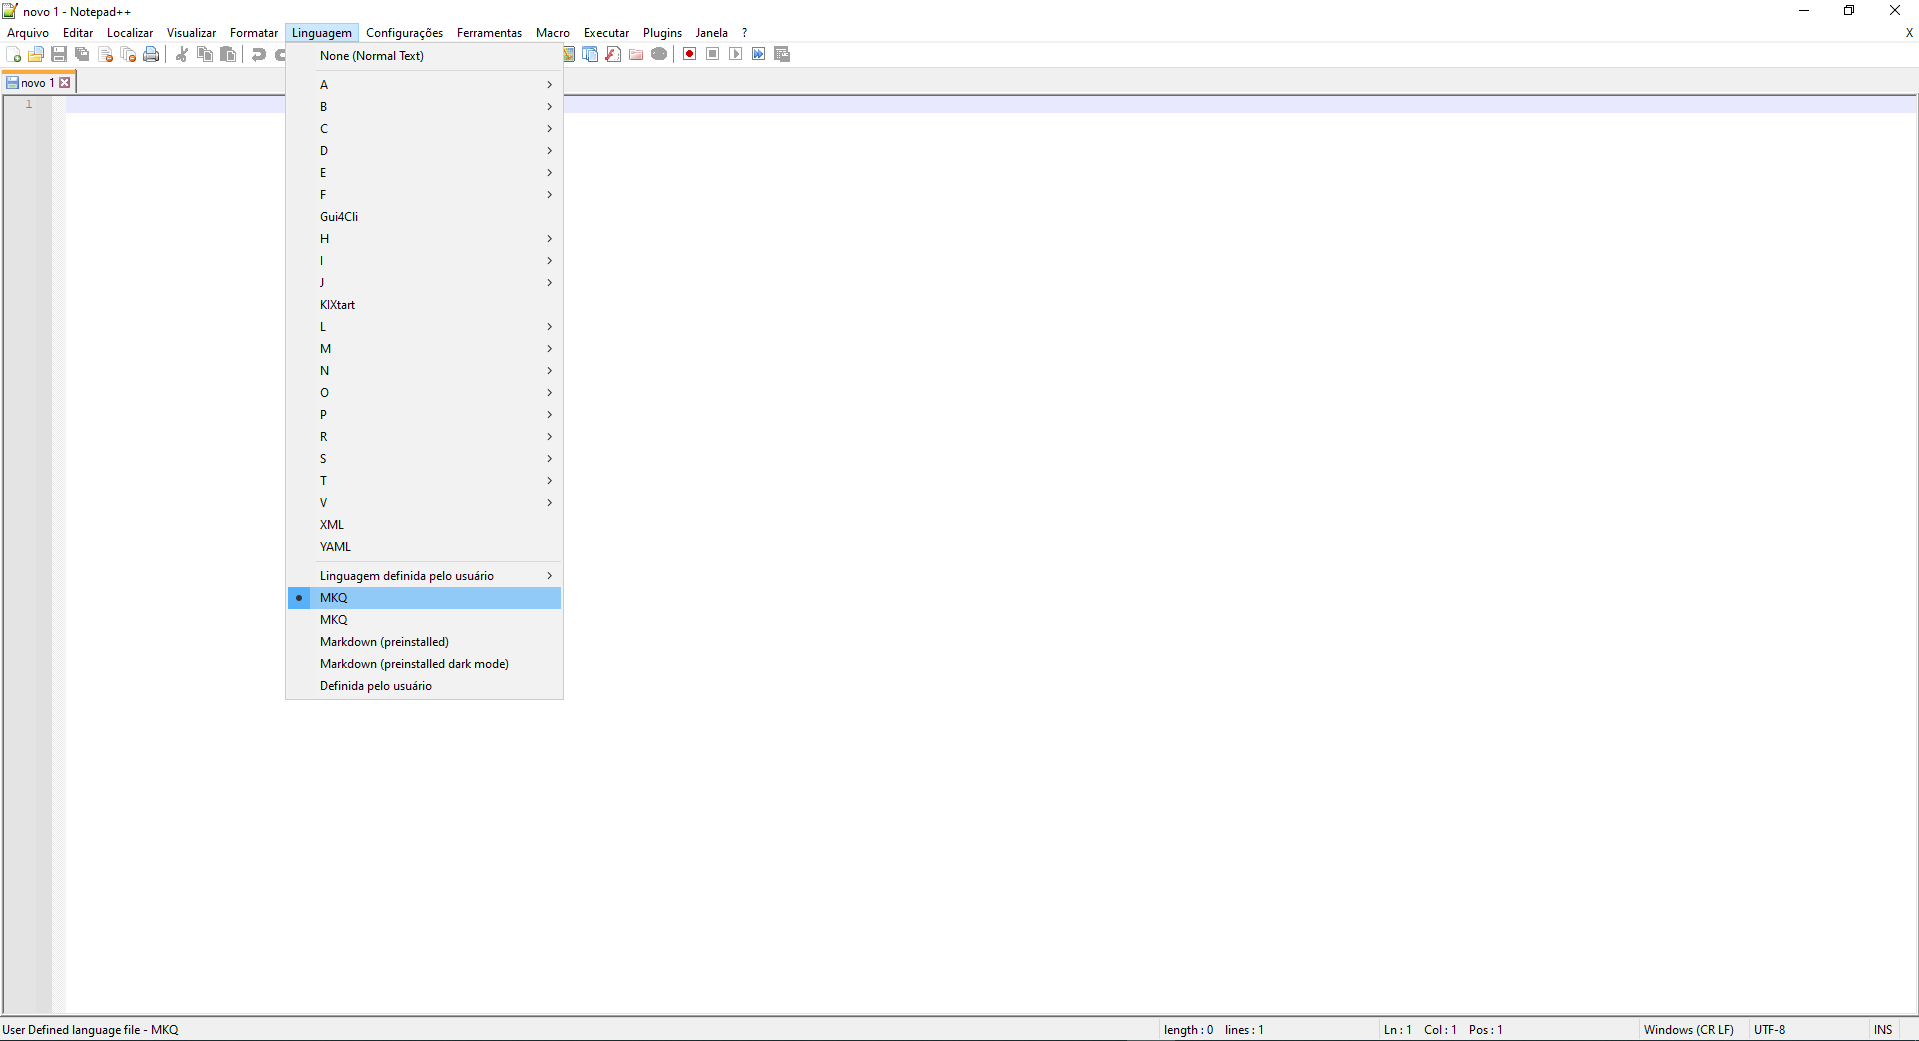 novo 1 - Notepad++
Arquivo Editar Localizar Visualizar Formatar Linguagem Configurações Ferramentas Macro Executar Plugins Janela ? X
novo 1
1
None (Normal Text)
A
B
C
D
E
F
Gui4Cli
H
I
J
KIXtart
L
M
N
O
P
R
S
T
V
XML
YAML
Linguagem definida pelo usuário
MKQ
MKQ
Markdown (preinstalled)
Markdown (preinstalled dark mode)
Definida pelo usuário
User Defined language file - MKQ length : 0 lines : 1 Ln : 1 Col : 1 Pos : 1 Windows (CR LF) UTF-8 INS